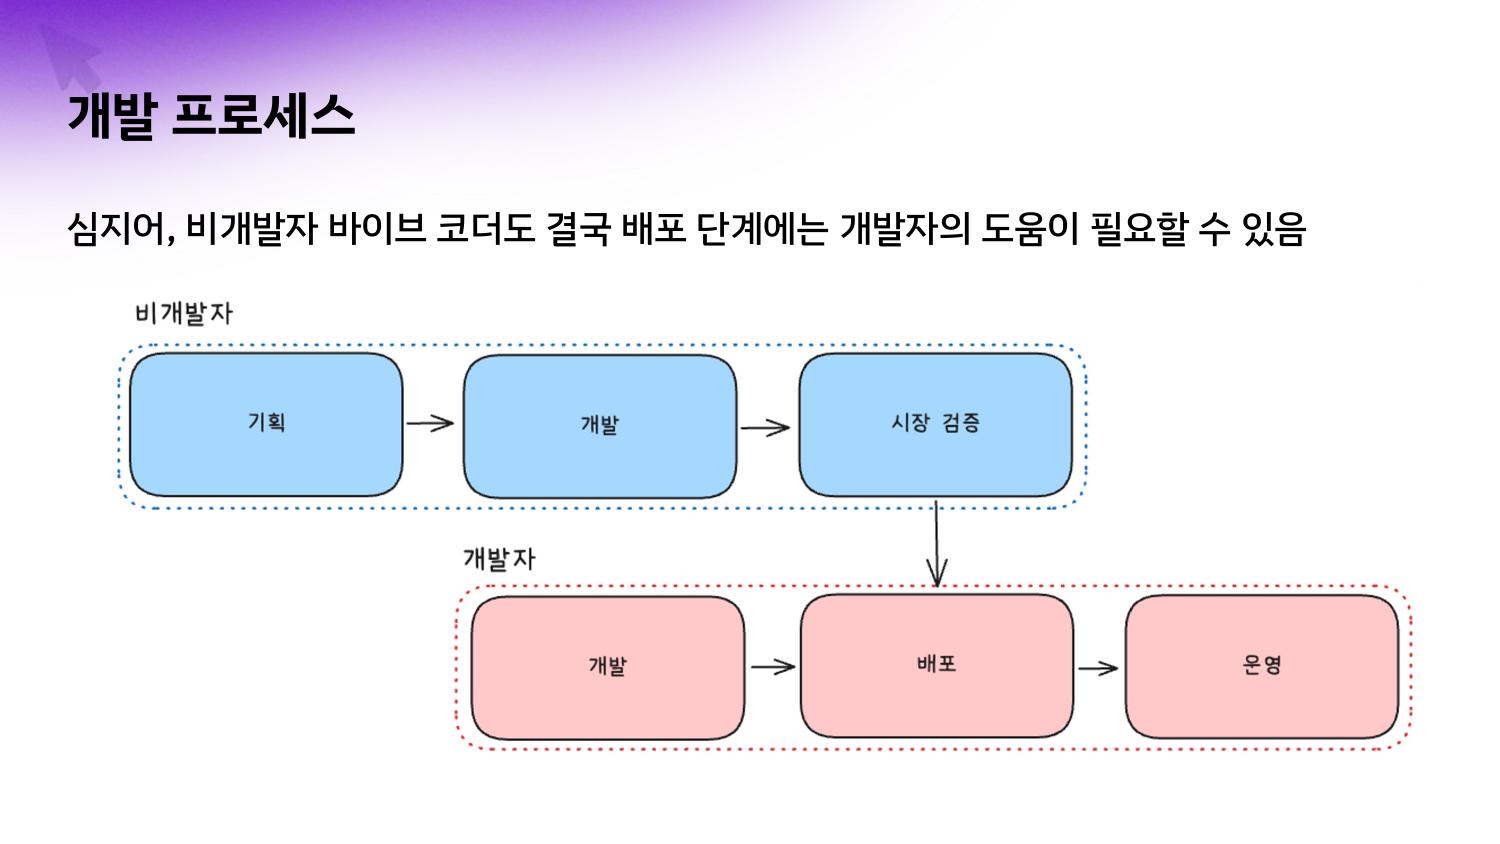 개발 프로세스
심지어, 비개발자 바이브 코더도 결국 배포 단계에는 개발자의 도움이 필요할 수 있음
비개발자
기획
개발
시장 검증
개발자
개발
배포
운영